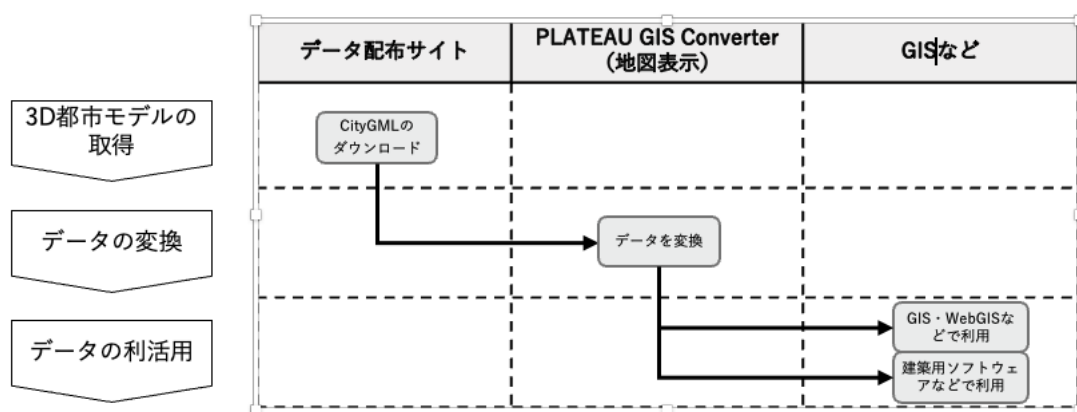 データ配布サイト
PLATEAU GIS Converter
（地図表示）
GISなど
3D都市モデルの
取得
CityGMLの
ダウンロード
データの変換
データを変換
データの利活用
GIS・WebGISな
どで利用
建築用ソフトウェ
アなどで利用